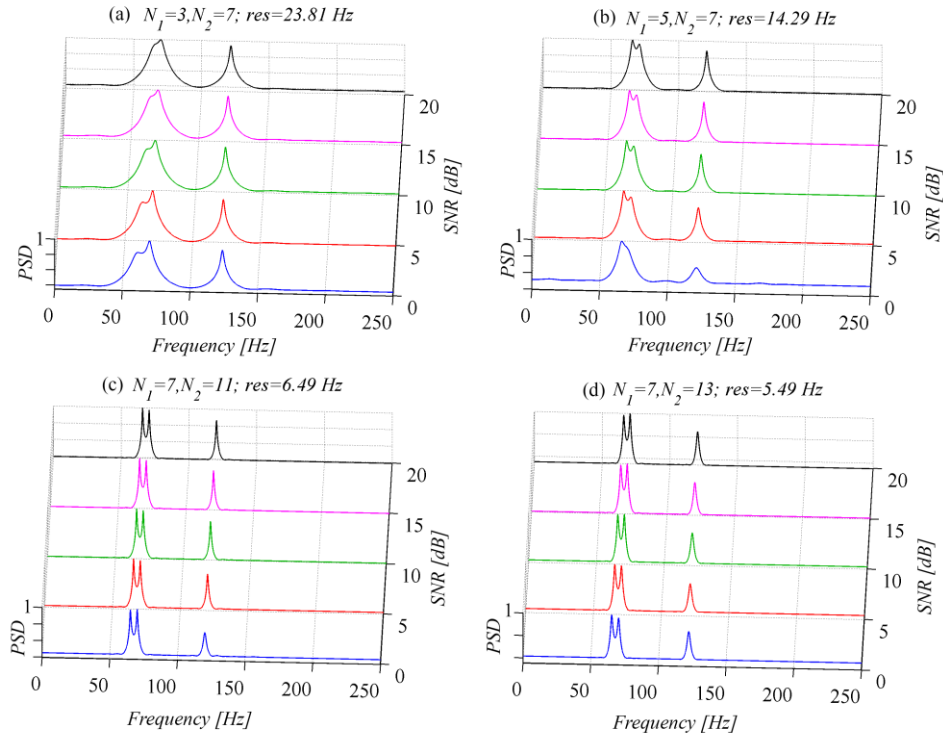 (a) N₁=3,N₂=7; res=23.81 Hz
20
15
10
5
0
SNR [dB]
1
PSD
0 50 100 150 200 250
Frequency [Hz]
(b) N₁=5,N₂=7; res=14.29 Hz
20
15
10
5
0
SNR [dB]
1
PSD
0 50 100 150 200 250
Frequency [Hz]
(c) N₁=7,N₂=11; res=6.49 Hz
20
15
10
5
0
SNR [dB]
1
PSD
0 50 100 150 200 250
Frequency [Hz]
(d) N₁=7,N₂=13; res=5.49 Hz
20
15
10
5
0
SNR [dB]
1
PSD
0 50 100 150 200 250
Frequency [Hz]